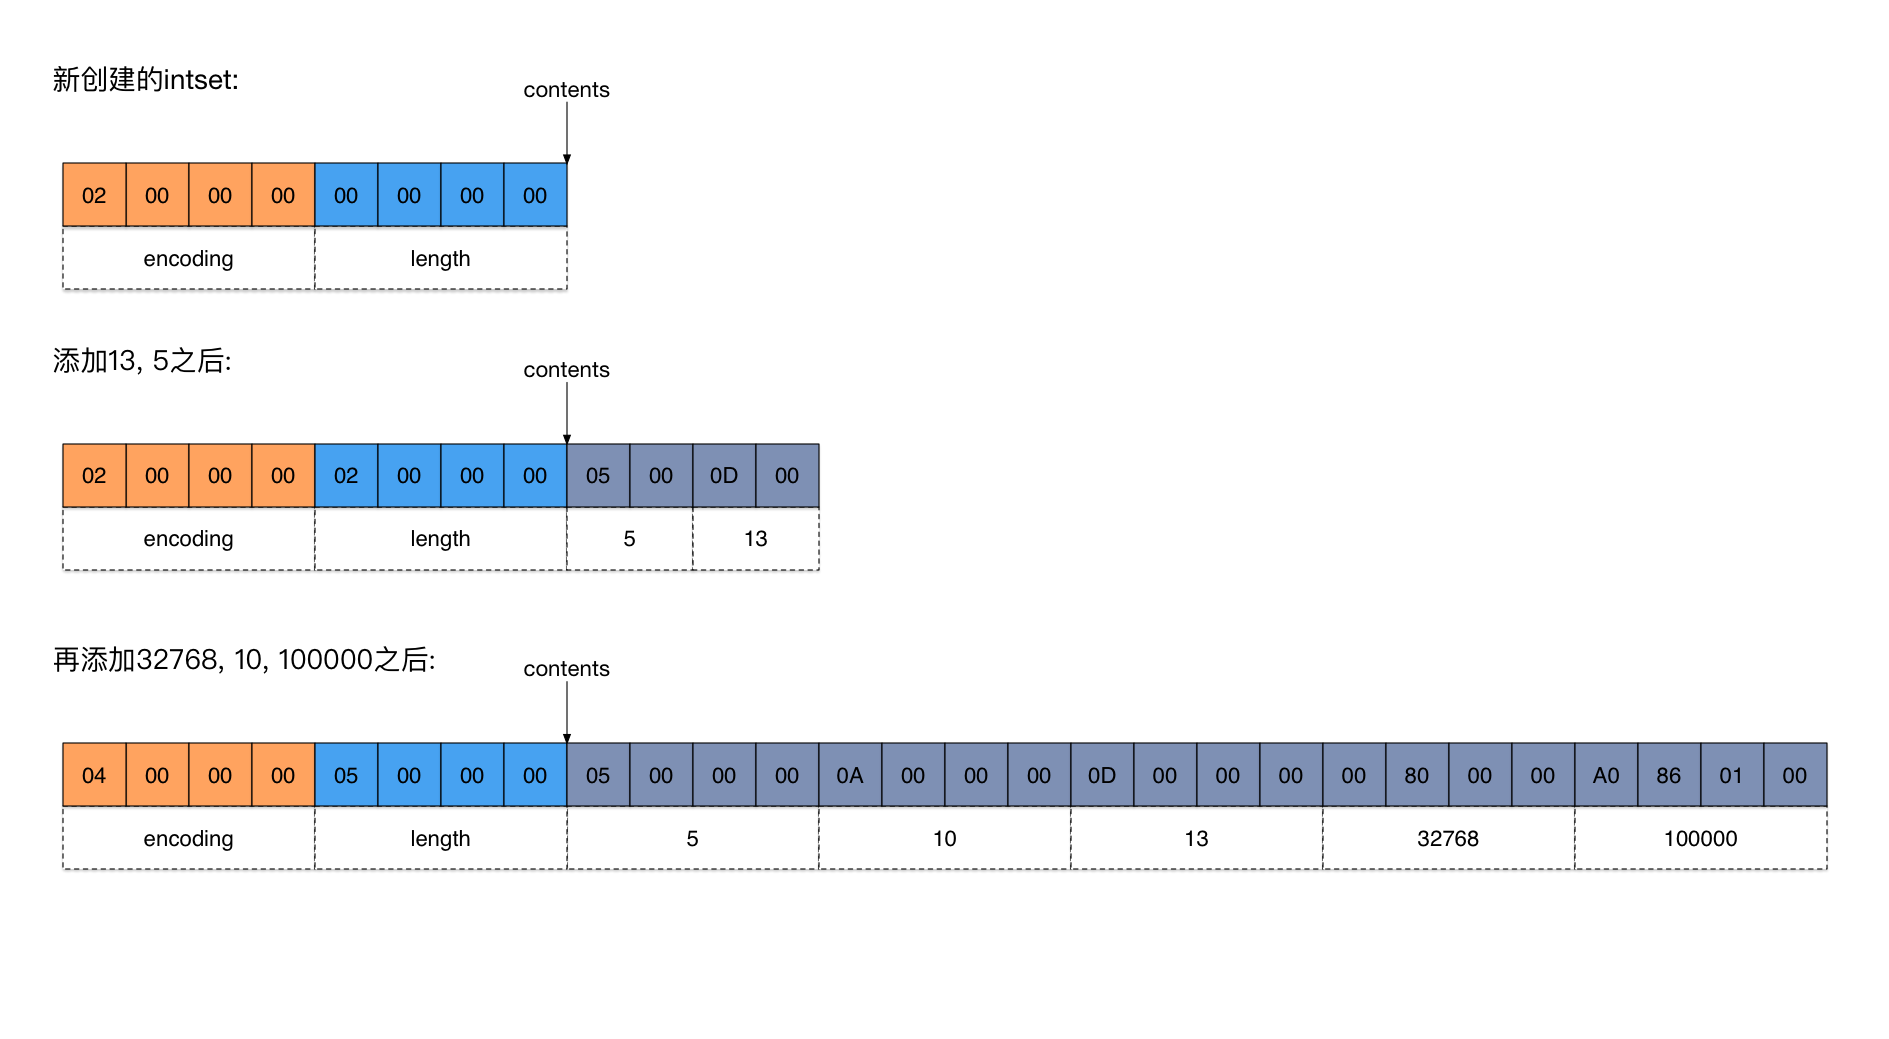 新创建的intset:
contents
02 00 00 00 00 00 00 00
encoding length
添加13, 5之后:
contents
02 00 00 00 02 00 00 00 05 00 0D 00
encoding length 5 13
再添加32768, 10, 100000之后:
contents
04 00 00 00 05 00 00 00 05 00 00 00 0A 00 00 00 0D 00 00 00 00 80 00 00 A0 86 01 00
encoding length 5 10 13 32768 100000